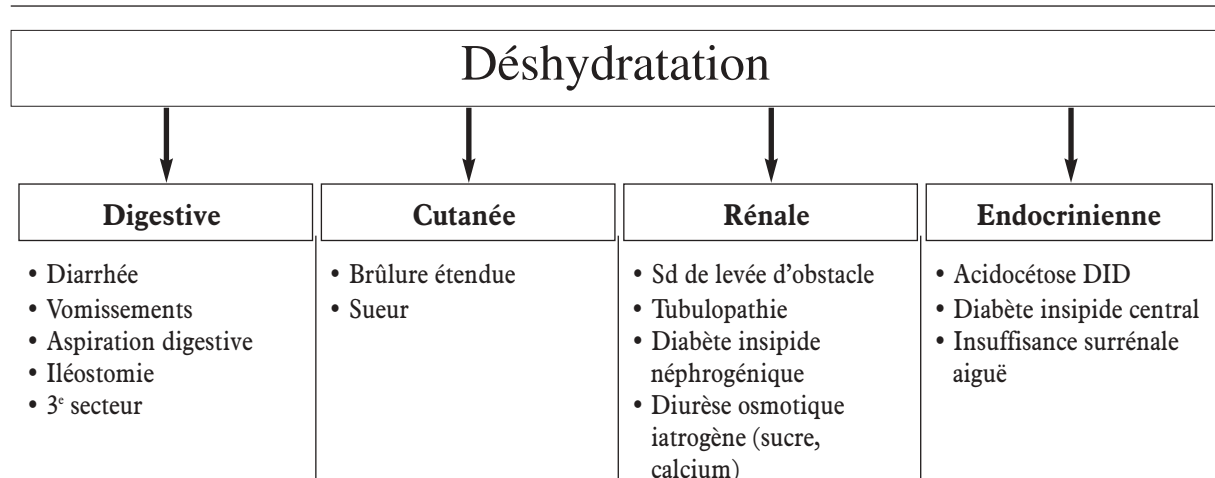 Déshydratation
Digestive
• Diarrhée
• Vomissements
• Aspiration digestive
• Iléostomie
• 3e secteur
Cutanée
• Brûlure étendue
• Sueur
Rénale
• Sd de levée d’obstacle
• Tubulopathie
• Diabète insipide
néphrogénique
• Diurèse osmotique
iatrogène (sucre,
calcium)
Endocrinienne
• Acidocétose DID
• Diabète insipide central
• Insuffisance surrénale
aiguë